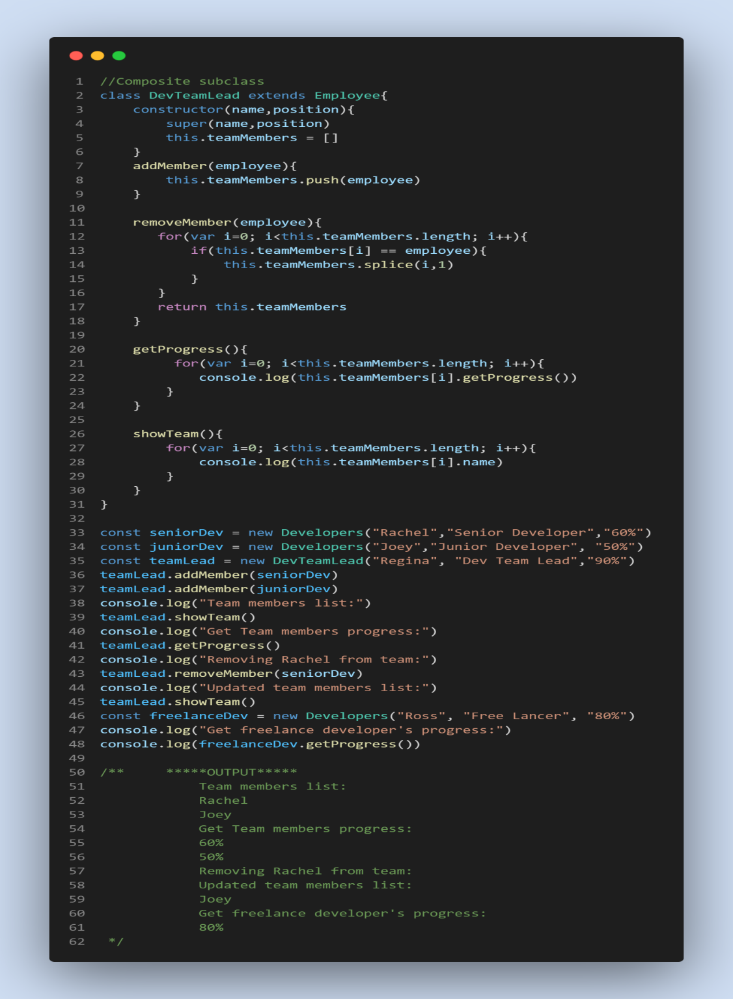 1 //Composite subclass
2 class DevTeamLead extends Employee{
3     constructor(name,position){
4         super(name,position)
5         this.teamMembers = []
6     }
7     addMember(employee){
8         this.teamMembers.push(employee)
9     }
10
11     removeMember(employee){
12        for(var i=0; i<this.teamMembers.length; i++){
13            if(this.teamMembers[i] == employee){
14                this.teamMembers.splice(i,1)
15            }
16        }
17        return this.teamMembers
18     }
19
20     getProgress(){
21          for(var i=0; i<this.teamMembers.length; i++){
22             console.log(this.teamMembers[i].getProgress())
23         }
24     }
25
26     showTeam(){
27         for(var i=0; i<this.teamMembers.length; i++){
28             console.log(this.teamMembers[i].name)
29         }
30     }
31 }
32
33 const seniorDev = new Developers("Rachel","Senior Developer","60%")
34 const juniorDev = new Developers("Joey","Junior Developer", "50%")
35 const teamLead = new DevTeamLead("Regina", "Dev Team Lead","90%")
36 teamLead.addMember(seniorDev)
37 teamLead.addMember(juniorDev)
38 console.log("Team members list:")
39 teamLead.showTeam()
40 console.log("Get Team members progress:")
41 teamLead.getProgress()
42 console.log("Removing Rachel from team:")
43 teamLead.removeMember(seniorDev)
44 console.log("Updated team members list:")
45 teamLead.showTeam()
46 const freelanceDev = new Developers("Ross", "Free Lancer", "80%")
47 console.log("Get freelance developer's progress:")
48 console.log(freelanceDev.getProgress())
49
50 /**     *****OUTPUT*****
51             Team members list:
52             Rachel
53             Joey
54             Get Team members progress:
55             60%
56             50%
57             Removing Rachel from team:
58             Updated team members list:
59             Joey
60             Get freelance developer's progress:
61             80%
62  */